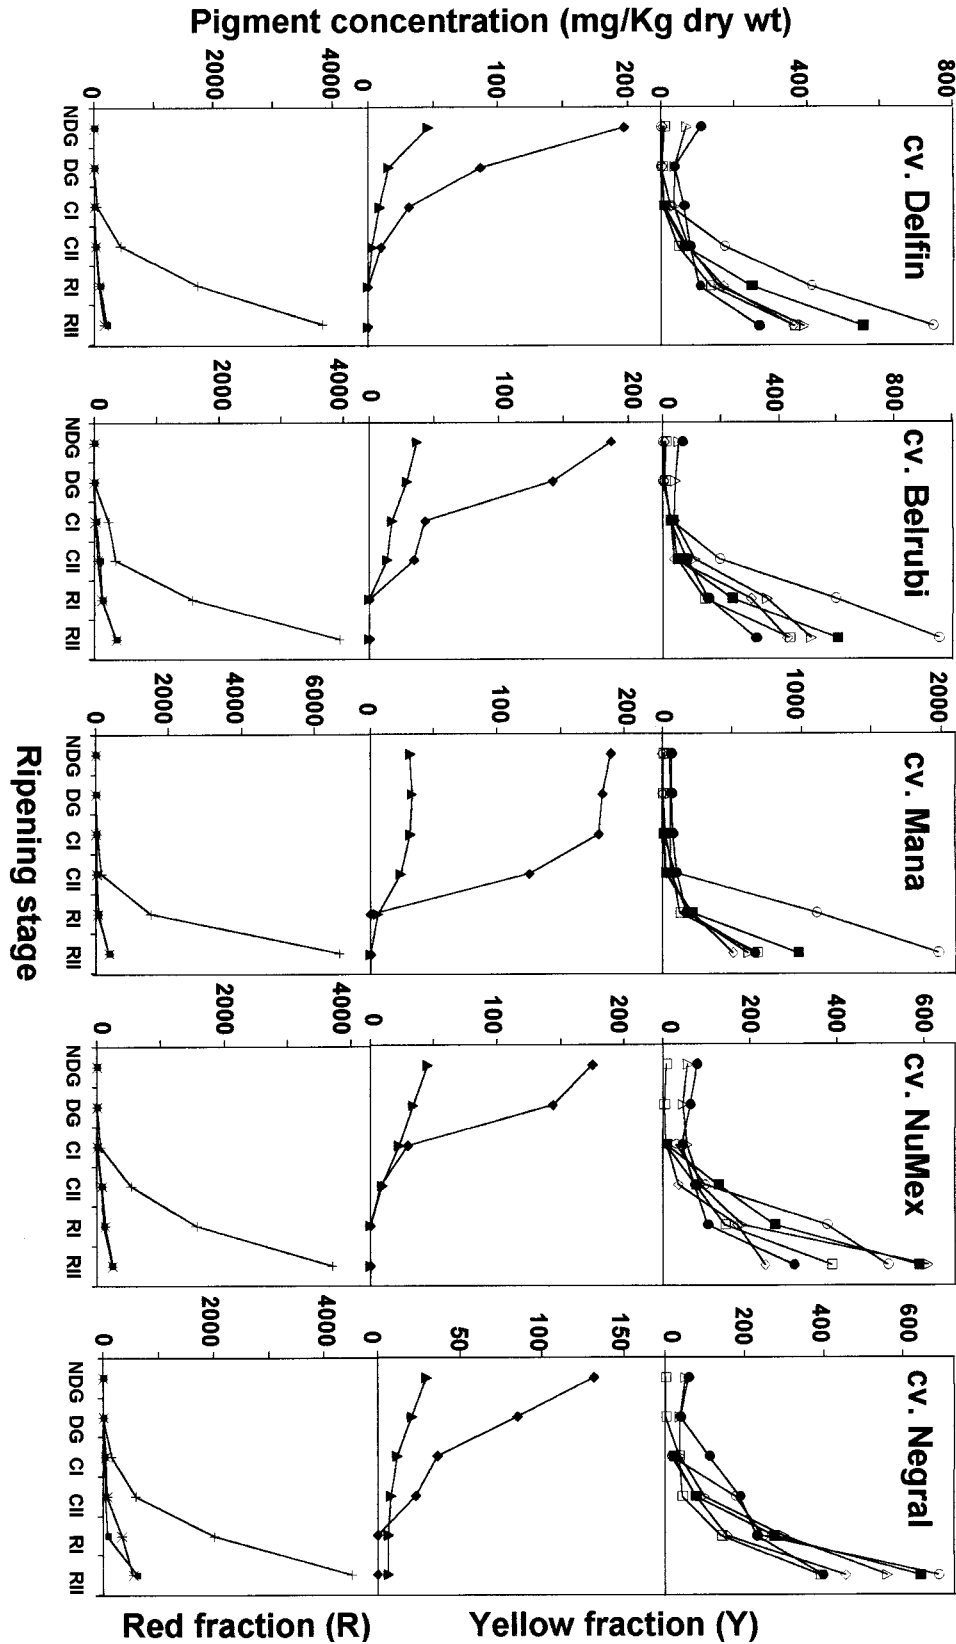 Pigment concentration (mg/Kg dry wt)
0
2000
4000
0
100
200
0
400
800
NDG
DG
CI
CII
RI
RII
cv. Delfin
0
2000
4000
0
100
200
0
400
800
NDG
DG
CI
CII
RI
RII
cv. Belrubi
0
2000
4000
6000
0
100
200
0
1000
2000
NDG
DG
CI
CII
RI
RII
cv. Mana
Ripening stage
0
2000
4000
0
100
200
0
200
400
600
NDG
DG
CI
CII
RI
RII
cv. NuMex
0
2000
4000
0
50
100
150
0
200
400
600
NDG
DG
CI
CII
RI
RII
cv. Negral
Red fraction (R)
Yellow fraction (Y)